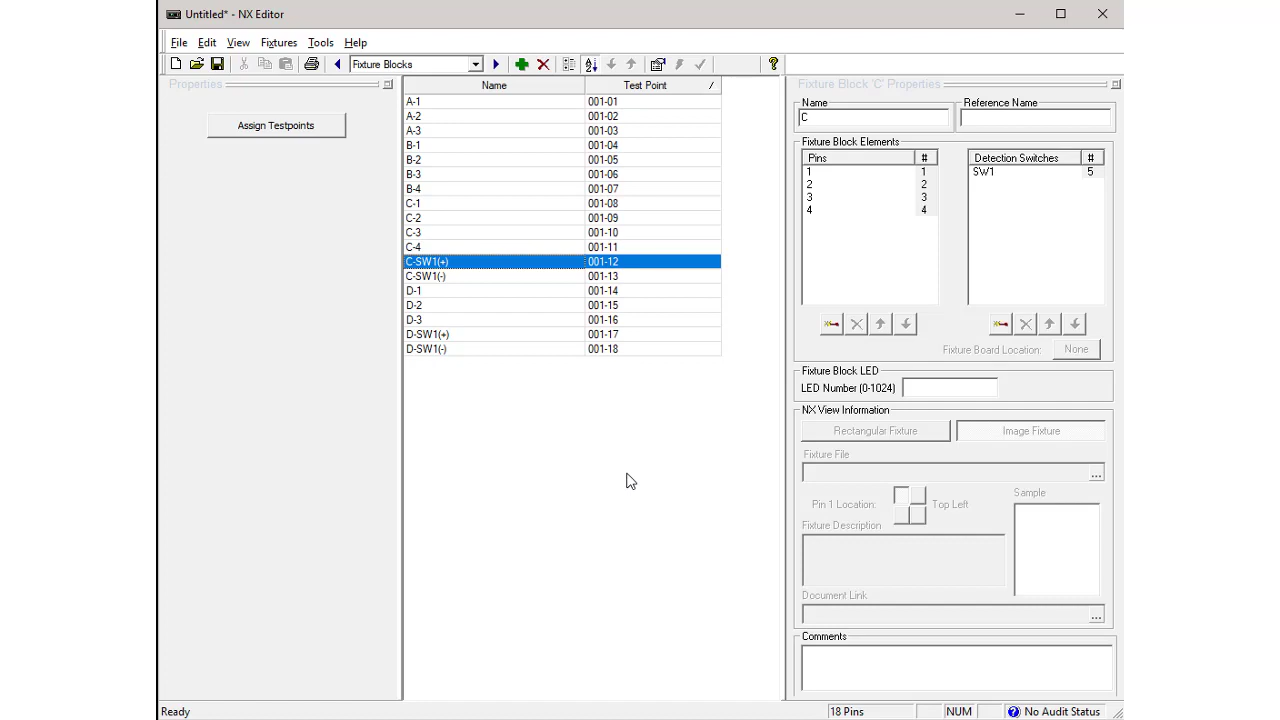 Untitled* - NX Editor
File Edit View Fixtures Tools Help
Fixture Blocks
Properties
Assign Testpoints
Name Test Point
A-1 001-01
A-2 001-02
A-3 001-03
B-1 001-04
B-2 001-05
B-3 001-06
B-4 001-07
C-1 001-08
C-2 001-09
C-3 001-10
C-4 001-11
C-SW1(+) 001-12
C-SW1(-) 001-13
D-1 001-14
D-2 001-15
D-3 001-16
D-SW1(+) 001-17
D-SW1(-) 001-18
Fixture Block 'C' Properties
Name Reference Name
C
Fixture Block Elements
Pins # Detection Switches #
1 1 SW1 5
2 2
3 3
4 4
Fixture Board Location: None
Fixture Block LED
LED Number (0-1024)
NX View Information
Rectangular Fixture Image Fixture
Fixture File
...
Pin 1 Location: Top Left Sample
Fixture Description
Document Link
...
Comments
Ready 18 Pins NUM No Audit Status